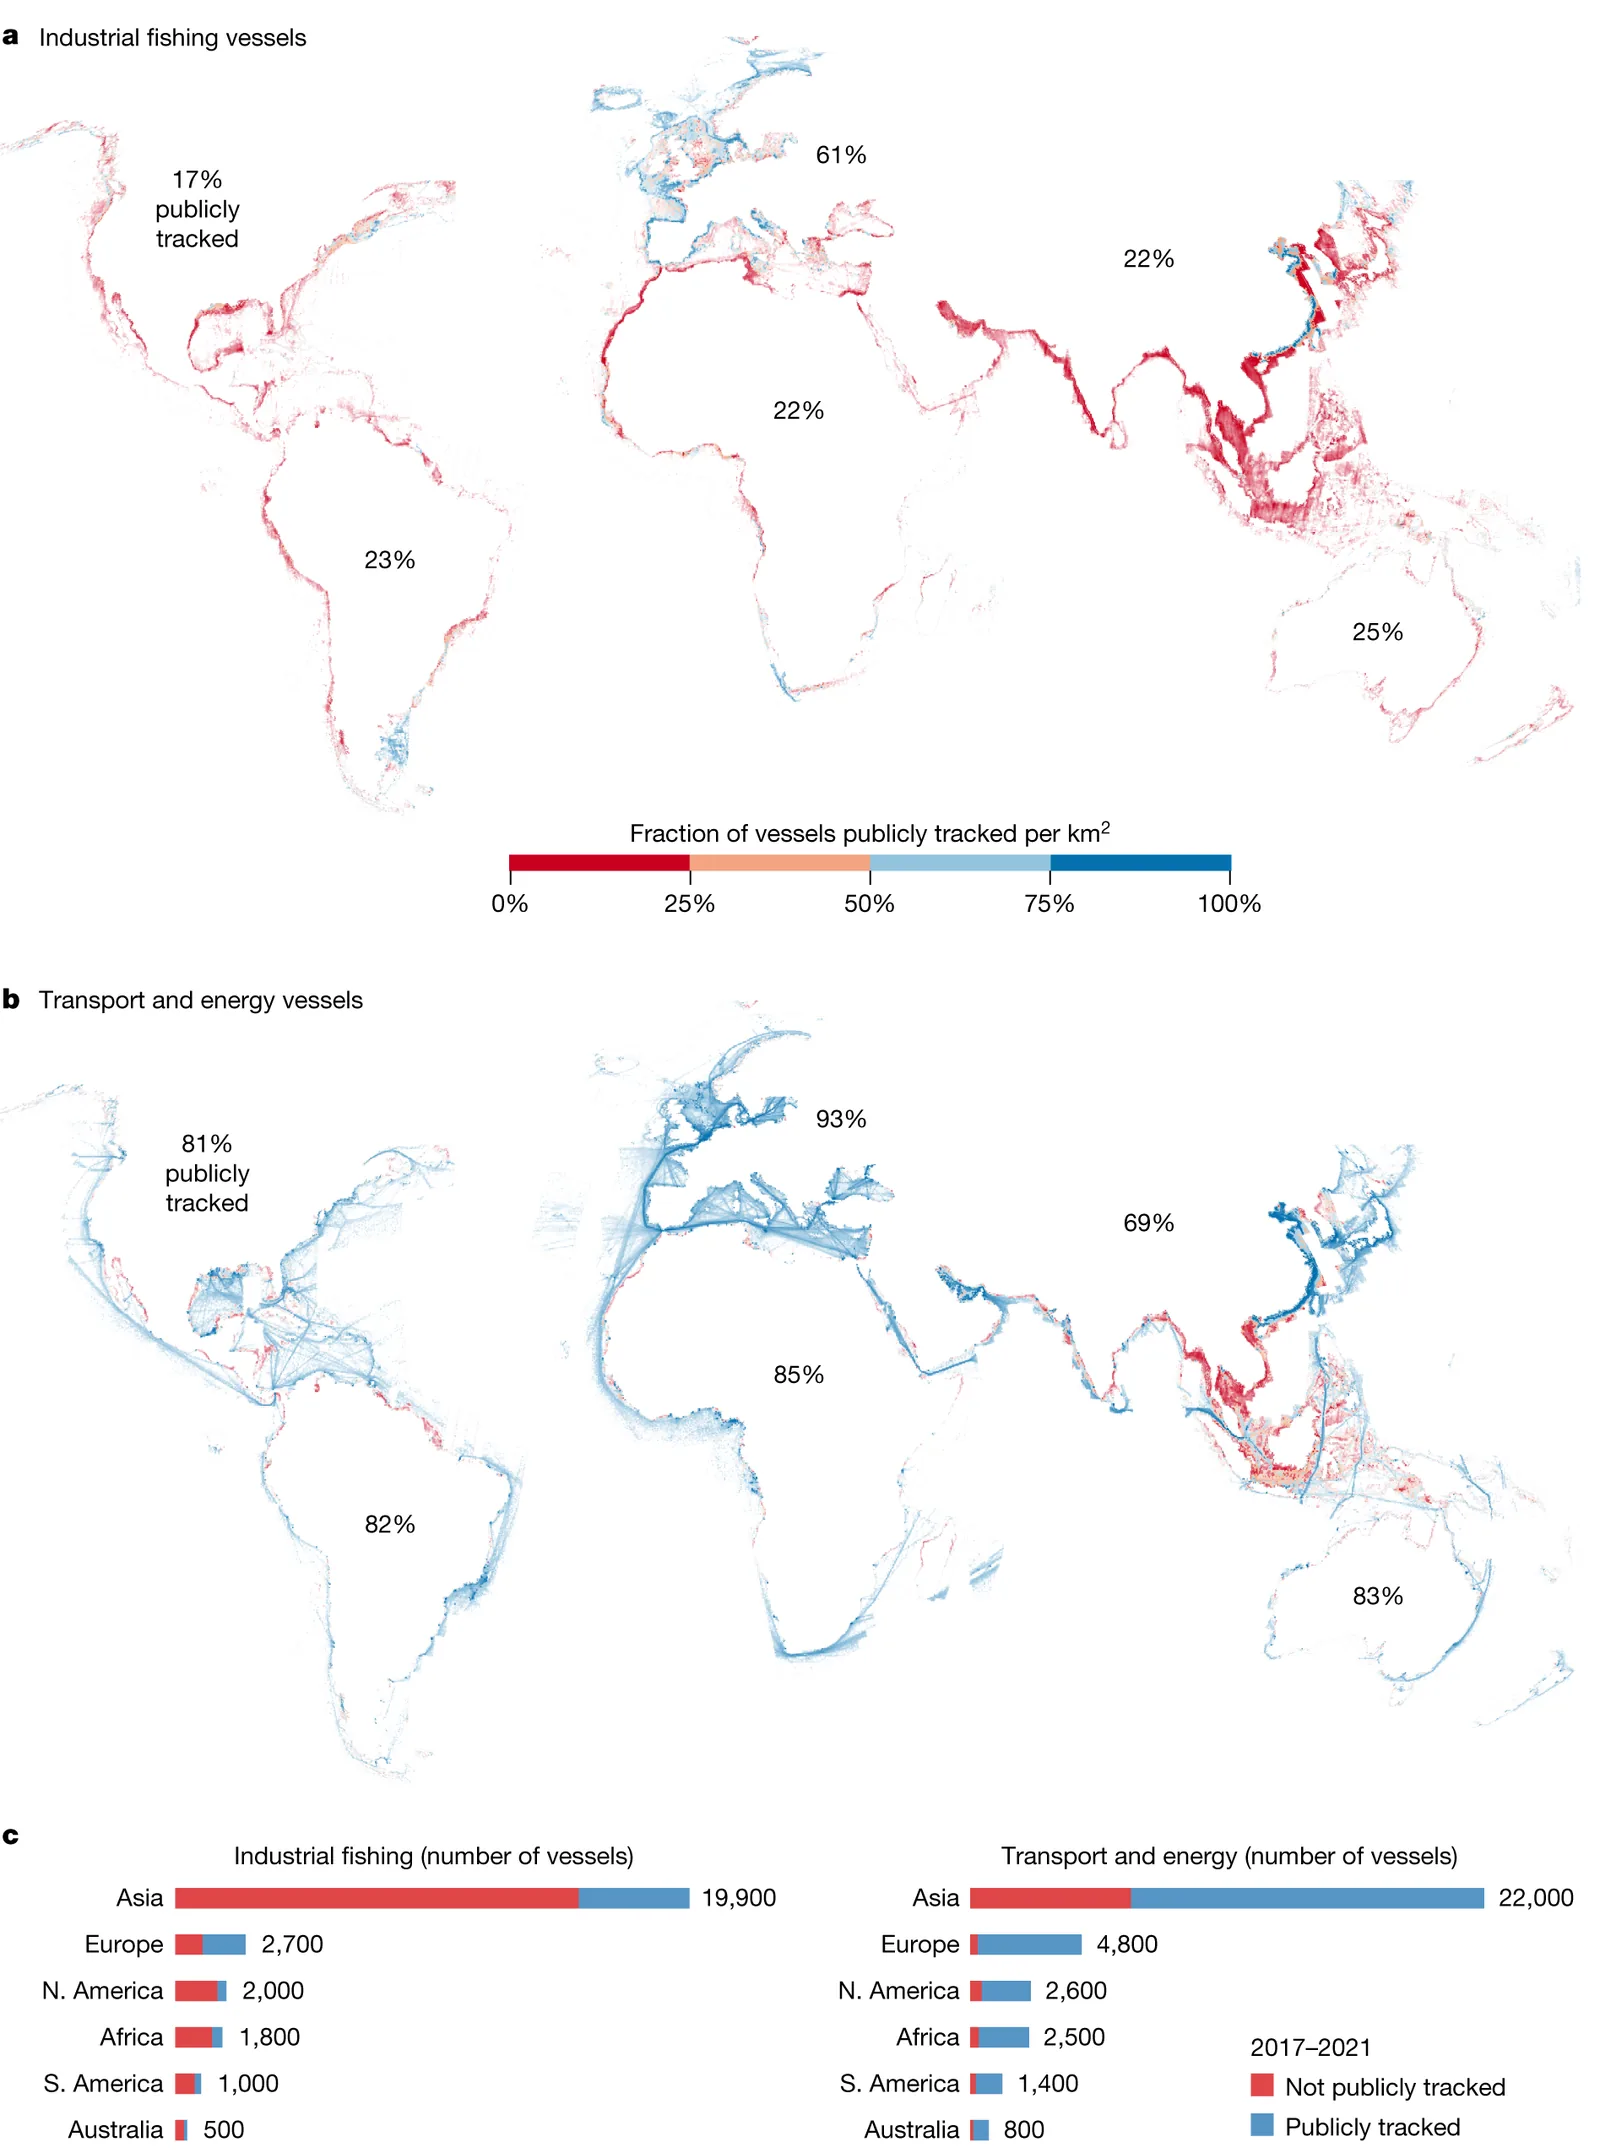 a Industrial fishing vessels
17%
publicly
tracked
61%
22%
22%
23%
25%
Fraction of vessels publicly tracked per km²
0% 25% 50% 75% 100%
b Transport and energy vessels
81%
publicly
tracked
93%
69%
85%
82%
83%
c
Industrial fishing (number of vessels)
Asia 19,900
Europe 2,700
N. America 2,000
Africa 1,800
S. America 1,000
Australia 500
Transport and energy (number of vessels)
Asia 22,000
Europe 4,800
N. America 2,600
Africa 2,500
S. America 1,400
Australia 800
2017–2021
Not publicly tracked
Publicly tracked